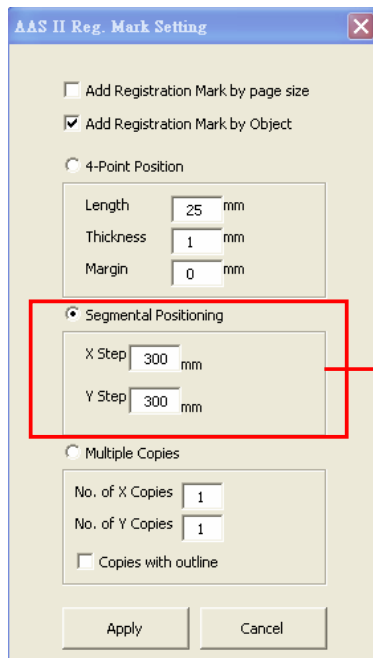 AAS II Reg. Mark Setting
Add Registration Mark by page size
Add Registration Mark by Object
4-Point Position
Length 25 mm
Thickness 1 mm
Margin 0 mm
Segmental Positioning
X Step 300 mm
Y Step 300 mm
Multiple Copies
No. of X Copies 1
No. of Y Copies 1
Copies with outline
Apply Cancel